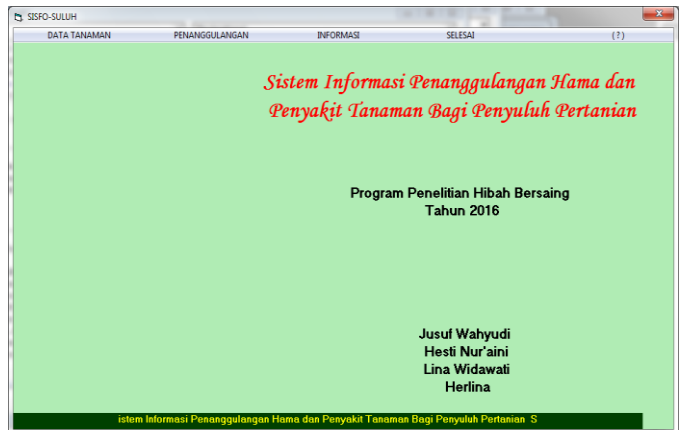 SISFO-SULUH
DATA TANAMAN PENANGGULANGAN INFORMASI SELESAI ( ? )
Sistem Informasi Penanggulangan Hama dan
Penyakit Tanaman Bagi Penyuluh Pertanian
Program Penelitian Hibah Bersaing
Tahun 2016
Jusuf Wahyudi
Hesti Nur'aini
Lina Widawati
Herlina
istem Informasi Penanggulangan Hama dan Penyakit Tanaman Bagi Penyuluh Pertanian S